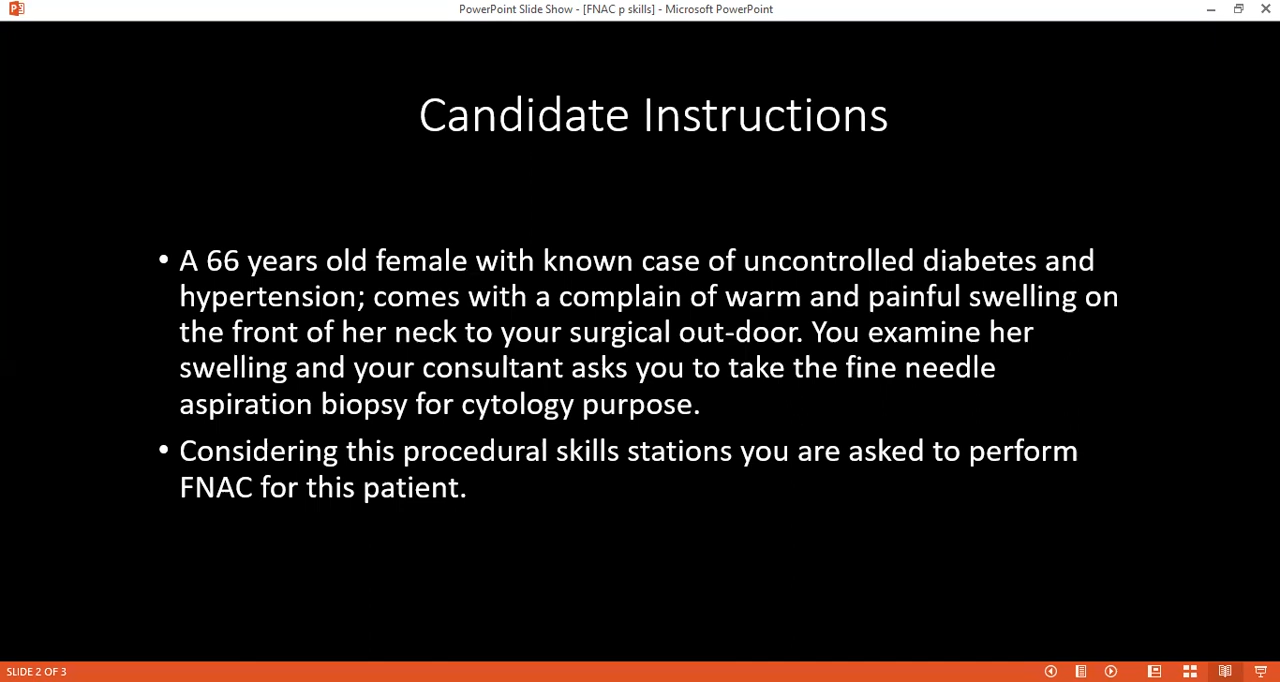 PowerPoint Slide Show - [FNAC p skills] - Microsoft PowerPoint
Candidate Instructions
• A 66 years old female with known case of uncontrolled diabetes and
hypertension; comes with a complain of warm and painful swelling on
the front of her neck to your surgical out-door. You examine her
swelling and your consultant asks you to take the fine needle
aspiration biopsy for cytology purpose.
• Considering this procedural skills stations you are asked to perform
FNAC for this patient.
SLIDE 2 OF 3